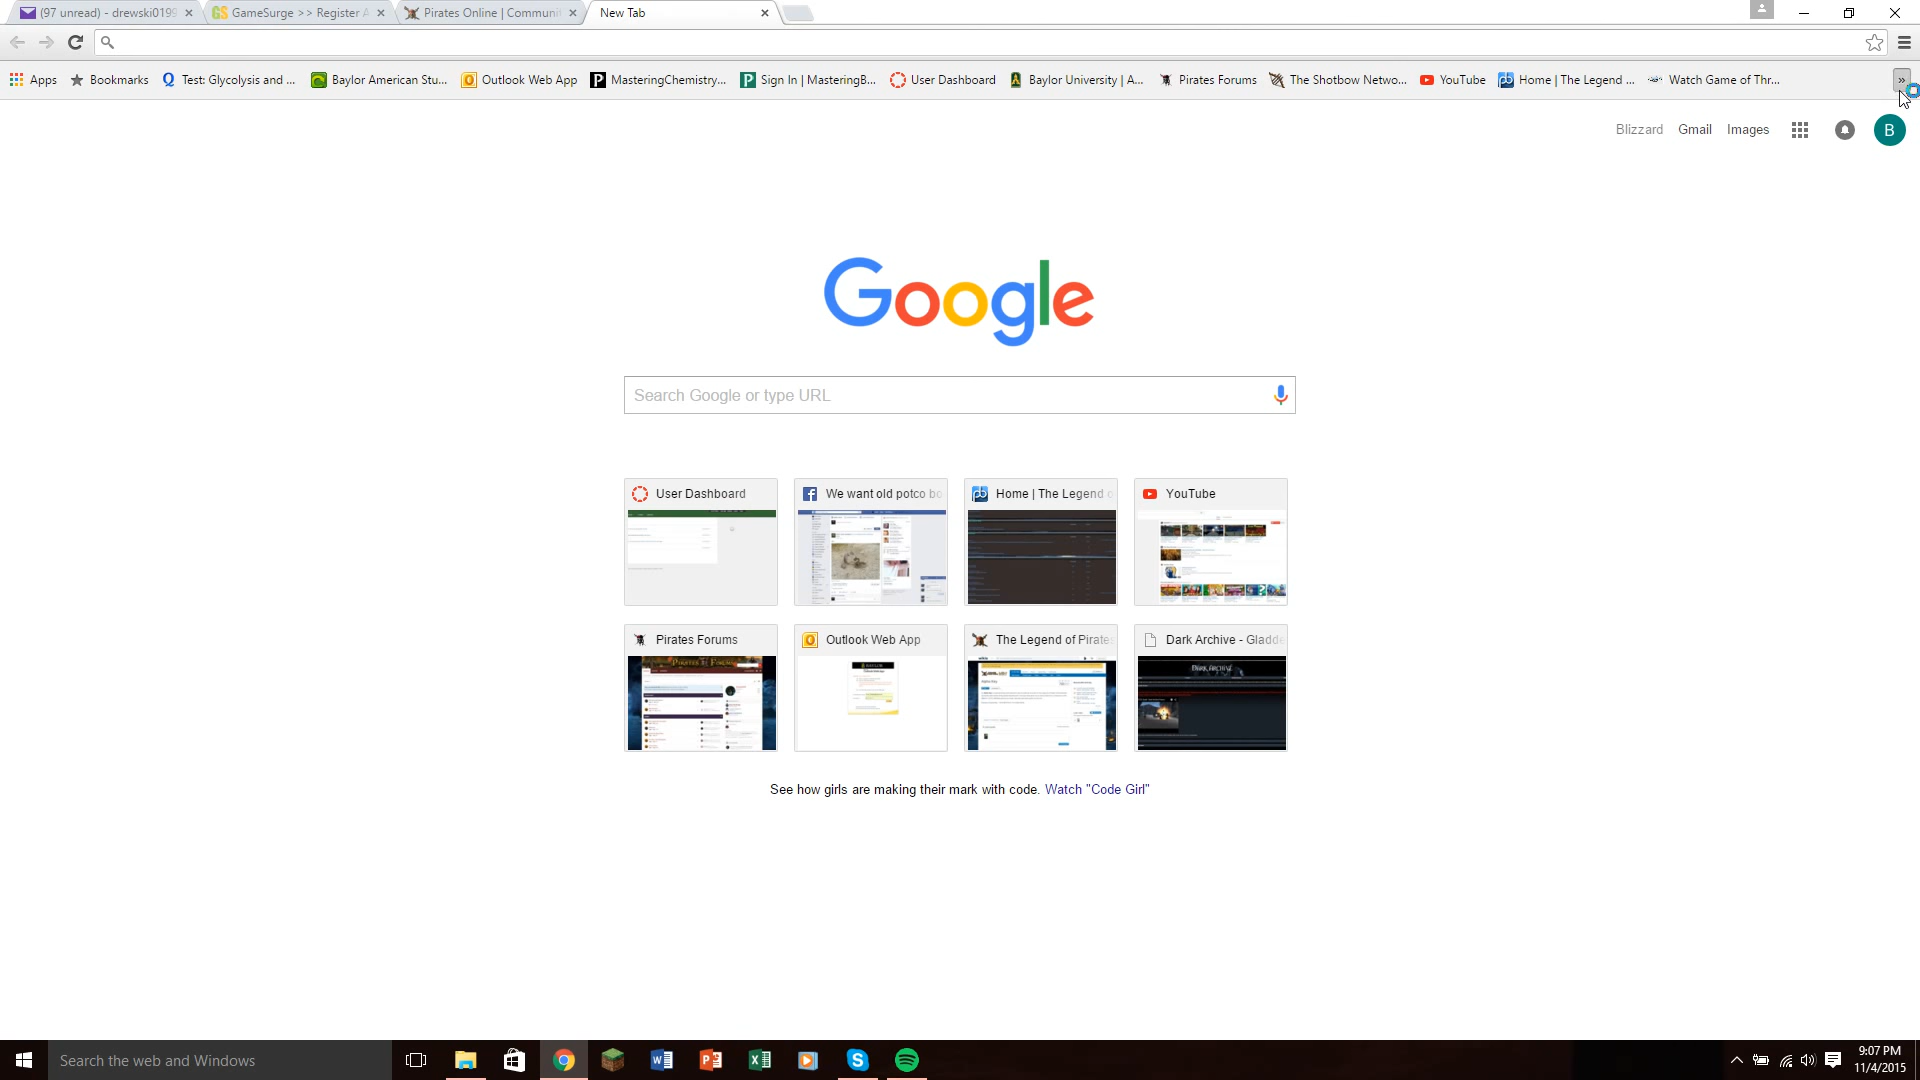 (97 unread) - drewski0199
GameSurge >> Register A
Pirates Online | Communi
New Tab
Apps
Bookmarks
Test: Glycolysis and ...
Baylor American Stu...
Outlook Web App
MasteringChemistry...
Sign In | MasteringB...
User Dashboard
Baylor University | A...
Pirates Forums
The Shotbow Netwo...
YouTube
Home | The Legend ...
Watch Game of Thr...
»
Blizzard
Gmail
Images
B
Google
Search Google or type URL
User Dashboard
We want old potco bo
Home | The Legend o
YouTube
Pirates Forums
Outlook Web App
The Legend of Pirate
Dark Archive - Gladde
See how girls are making their mark with code. Watch "Code Girl"
Search the web and Windows
9:07 PM
11/4/2015